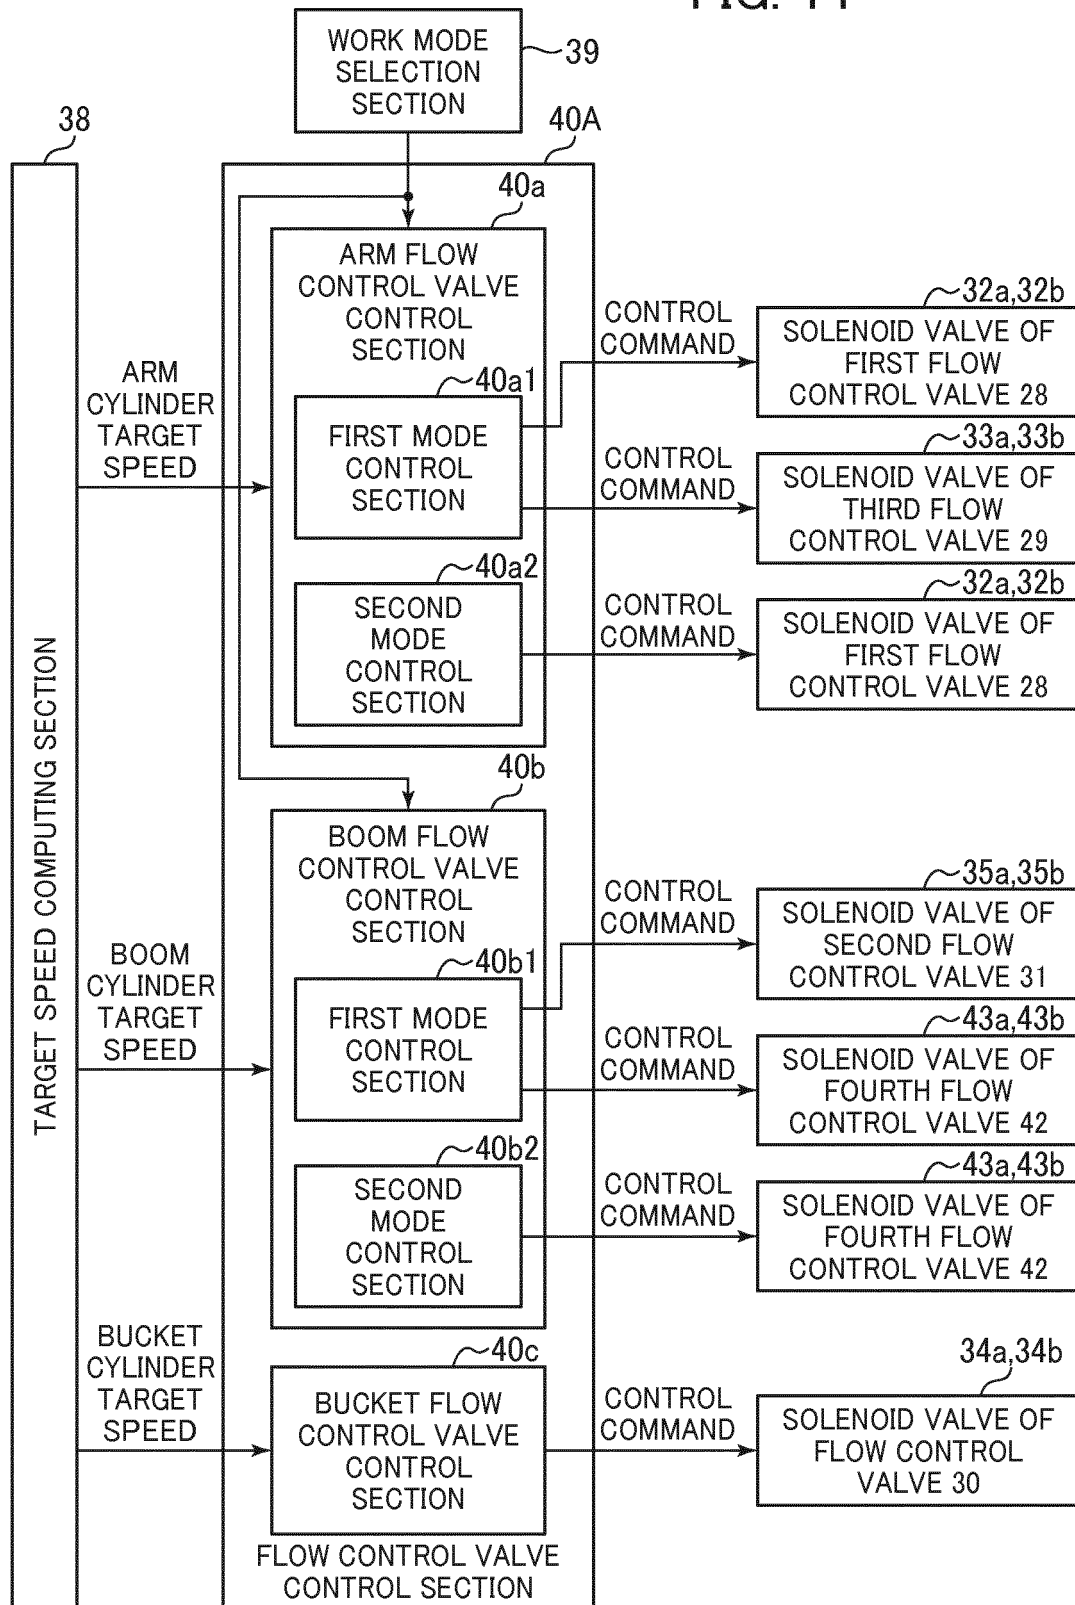 WORK MODE
SELECTION
SECTION
39
38
40A
40a
ARM FLOW
CONTROL VALVE
CONTROL
SECTION
ARM
CYLINDER
TARGET
SPEED
40a1
FIRST MODE
CONTROL
SECTION
CONTROL
COMMAND
32a,32b
SOLENOID VALVE OF
FIRST FLOW
CONTROL VALVE 28
CONTROL
COMMAND
33a,33b
SOLENOID VALVE OF
THIRD FLOW
CONTROL VALVE 29
40a2
SECOND
MODE
CONTROL
SECTION
CONTROL
COMMAND
32a,32b
SOLENOID VALVE OF
FIRST FLOW
CONTROL VALVE 28
TARGET SPEED COMPUTING SECTION
40b
BOOM FLOW
CONTROL VALVE
CONTROL
SECTION
BOOM
CYLINDER
TARGET
SPEED
40b1
FIRST MODE
CONTROL
SECTION
CONTROL
COMMAND
35a,35b
SOLENOID VALVE OF
SECOND FLOW
CONTROL VALVE 31
CONTROL
COMMAND
43a,43b
SOLENOID VALVE OF
FOURTH FLOW
CONTROL VALVE 42
40b2
SECOND
MODE
CONTROL
SECTION
CONTROL
COMMAND
43a,43b
SOLENOID VALVE OF
FOURTH FLOW
CONTROL VALVE 42
BUCKET
CYLINDER
TARGET
SPEED
40c
BUCKET FLOW
CONTROL VALVE
CONTROL
SECTION
CONTROL
COMMAND
34a,34b
SOLENOID VALVE OF
FLOW CONTROL
VALVE 30
FLOW CONTROL VALVE
CONTROL SECTION